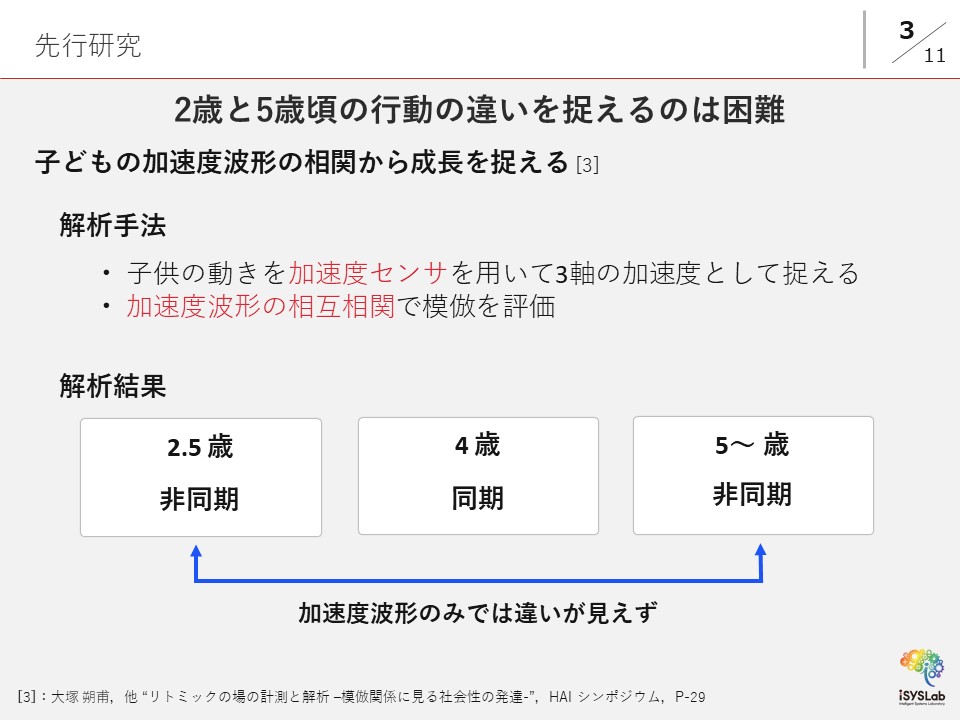 先行研究
3
11
2歳と5歳頃の行動の違いを捉えるのは困難
子どもの加速度波形の相関から成長を捉える [3]
解析手法
・ 子供の動きを加速度センサを用いて3軸の加速度として捉える
・ 加速度波形の相互相関で模倣を評価
解析結果
2.5 歳
非同期
4 歳
同期
5～ 歳
非同期
加速度波形のみでは違いが見えず
iSYSLab
Intelligent Systems Laboratory
[3]：大塚 朔甫，他 “リトミックの場の計測と解析 –模倣関係に見る社会性の発達-”，HAI シンポジウム，P-29